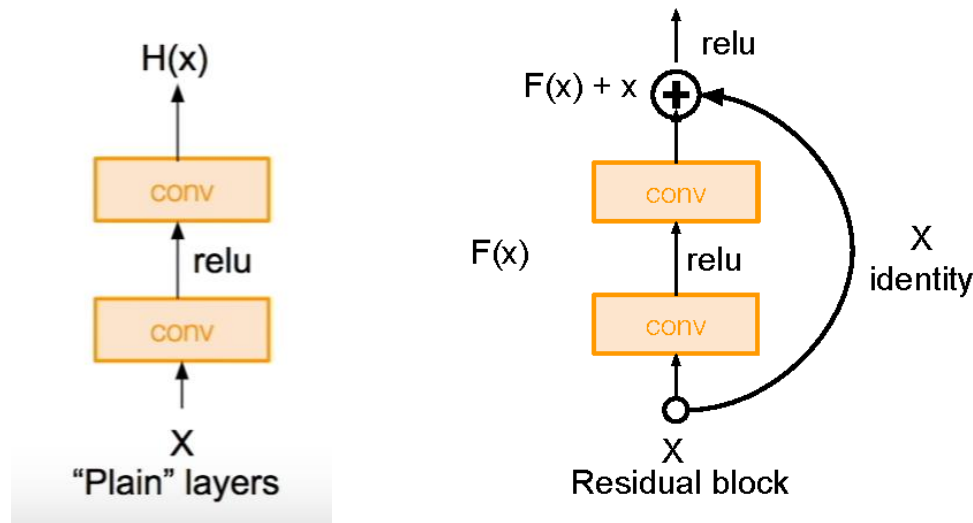 H(x)
conv
relu
conv
X
“Plain” layers
relu
F(x) + x
conv
F(x)
relu
X
identity
conv
X
Residual block